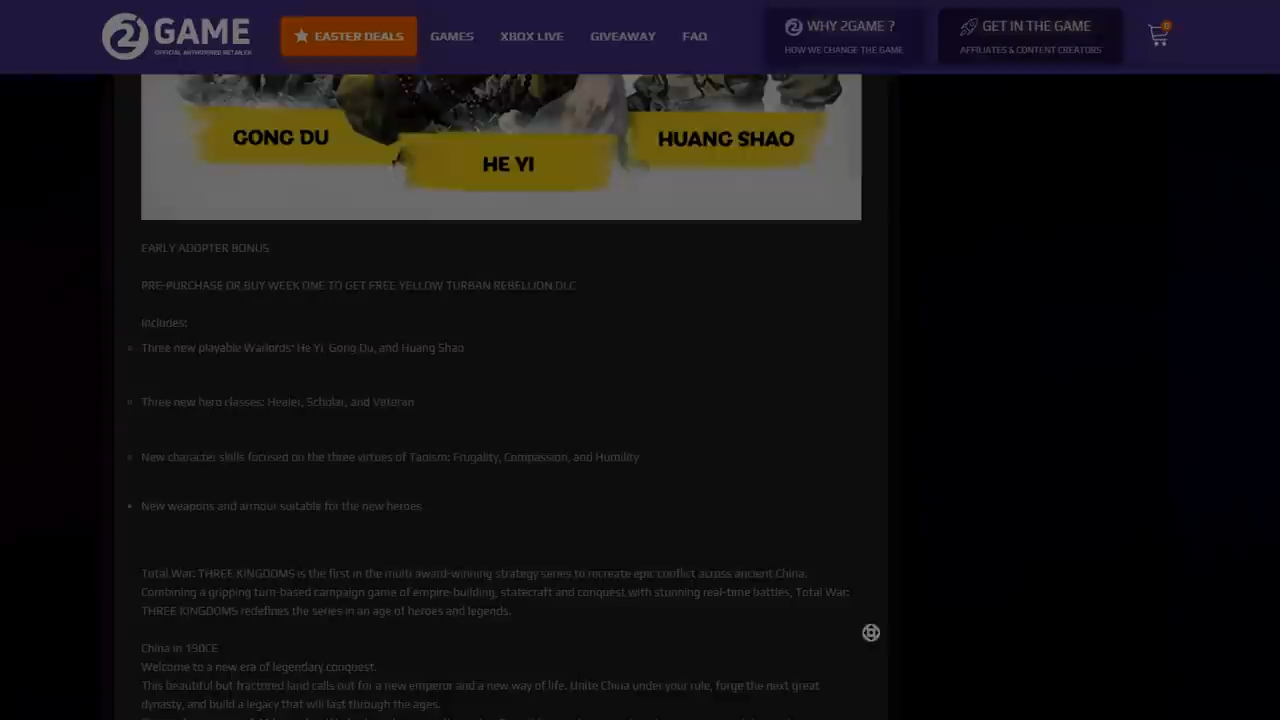 2GAME
OFFICIAL AUTHORISED RETAILER
EASTER DEALS
GAMES
XBOX LIVE
GIVEAWAY
FAQ
WHY 2GAME ?
HOW WE CHANGE THE GAME
GET IN THE GAME
AFFILIATES & CONTENT CREATORS
0
GONG DU
HE YI
HUANG SHAO
EARLY ADOPTER BONUS
PRE-PURCHASE OR BUY WEEK ONE TO GET FREE YELLOW TURBAN REBELLION DLC
Includes:
Three new playable Warlords: He Yi, Gong Du, and Huang Shao
Three new hero classes: Healer, Scholar, and Veteran
New character skills focused on the three virtues of Taoism: Frugality, Compassion, and Humility
New weapons and armour suitable for the new heroes
Total War: THREE KINGDOMS is the first in the multi award-winning strategy series to recreate epic conflict across ancient China.
Combining a gripping turn-based campaign game of empire-building, statecraft and conquest with stunning real-time battles, Total War:
THREE KINGDOMS redefines the series in an age of heroes and legends.
China in 190CE
Welcome to a new era of legendary conquest.
This beautiful but fractured land calls out for a new emperor and a new way of life. Unite China under your rule, forge the next great
dynasty, and build a legacy that will last through the ages.